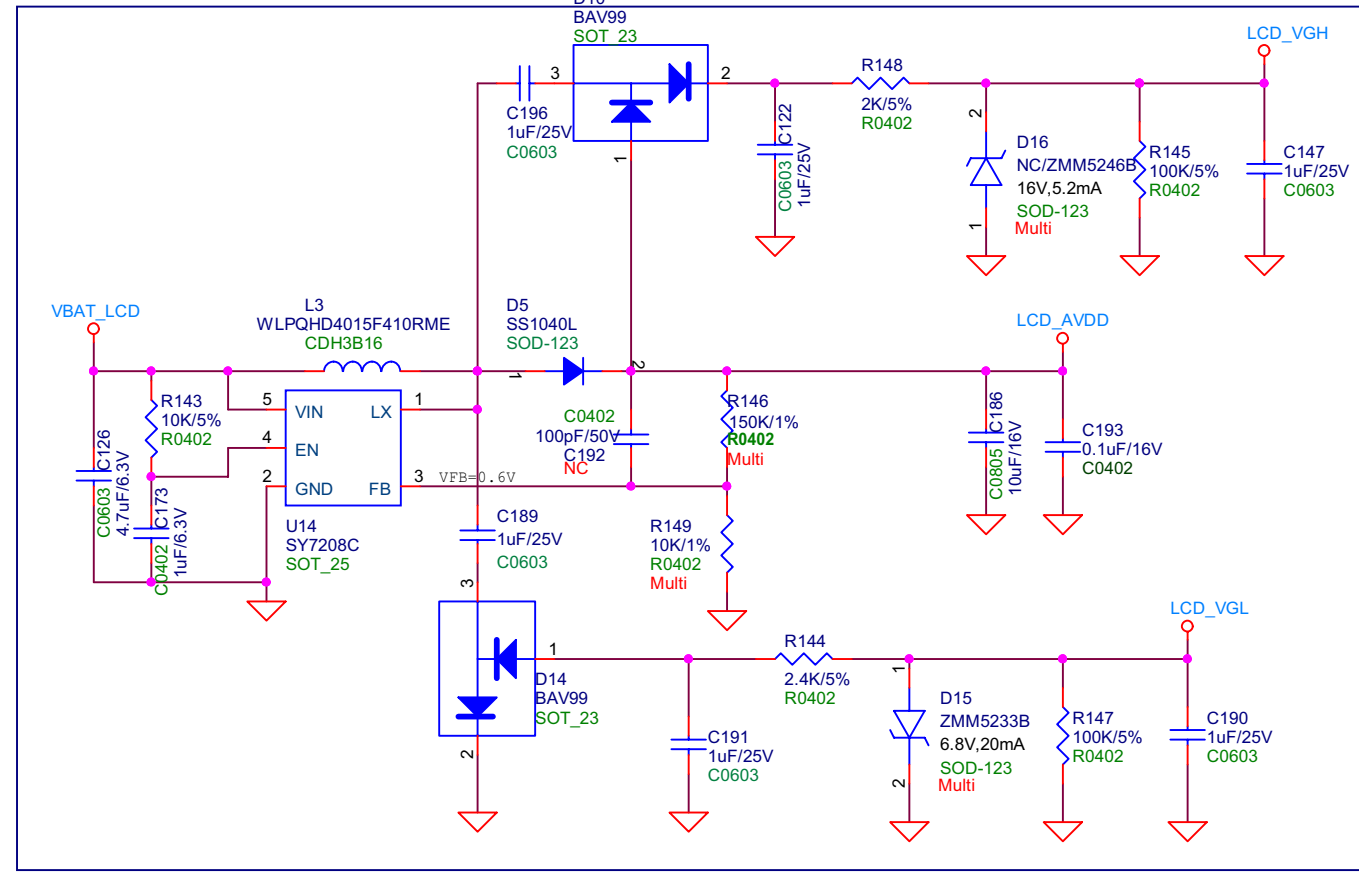 BAV99
SOT_23
LCD_VGH
3
2
C196
1uF/25V
C0603
1
C122
C0603
1uF/25V
R148
2K/5%
R0402
2
D16
NC/ZMM5246B
16V,5.2mA
SOD-123
Multi
1
R145
100K/5%
R0402
C147
1uF/25V
C0603
VBAT_LCD
L3
WLPQHD4015F410RME
CDH3B16
D5
SS1040L
SOD-123
1
2
LCD_AVDD
R143
10K/5%
R0402
5
VIN
LX
1
4
EN
2
GND
FB
3
VFB=0.6V
U14
SY7208C
SOT_25
C126
C0603
4.7uF/6.3V
C173
C0402
1uF/6.3V
C0402
100pF/50V
C192
NC
R146
150K/1%
R0402
Multi
C186
C0805
10uF/16V
C193
0.1uF/16V
C0402
C189
1uF/25V
C0603
R149
10K/1%
R0402
Multi
3
1
D14
BAV99
SOT_23
2
LCD_VGL
R144
2.4K/5%
R0402
C191
1uF/25V
C0603
1
D15
ZMM5233B
6.8V,20mA
SOD-123
Multi
2
R147
100K/5%
R0402
C190
1uF/25V
C0603